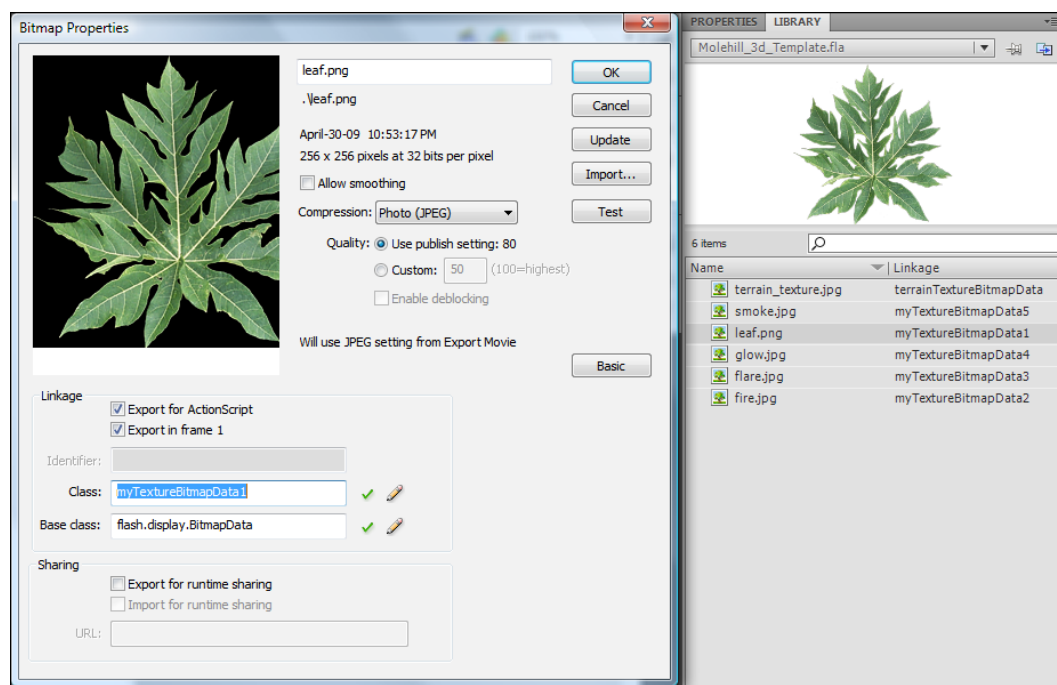 Bitmap Properties
leaf.png
.\leaf.png
April-30-09 10:53:17 PM
256 x 256 pixels at 32 bits per pixel
Allow smoothing
Compression: Photo (JPEG)
Quality: Use publish setting: 80
Custom: 50 (100=highest)
Enable deblocking
Will use JPEG setting from Export Movie
OK
Cancel
Update
Import...
Test
Basic
Linkage
Export for ActionScript
Export in frame 1
Identifier:
Class: myTextureBitmapData1
Base class: flash.display.BitmapData
Sharing
Export for runtime sharing
Import for runtime sharing
URL:
PROPERTIES LIBRARY
Molehill_3d_Template.fla
6 items
Name Linkage
terrain_texture.jpg terrainTextureBitmapData
smoke.jpg myTextureBitmapData5
leaf.png myTextureBitmapData1
glow.jpg myTextureBitmapData4
flare.jpg myTextureBitmapData3
fire.jpg myTextureBitmapData2